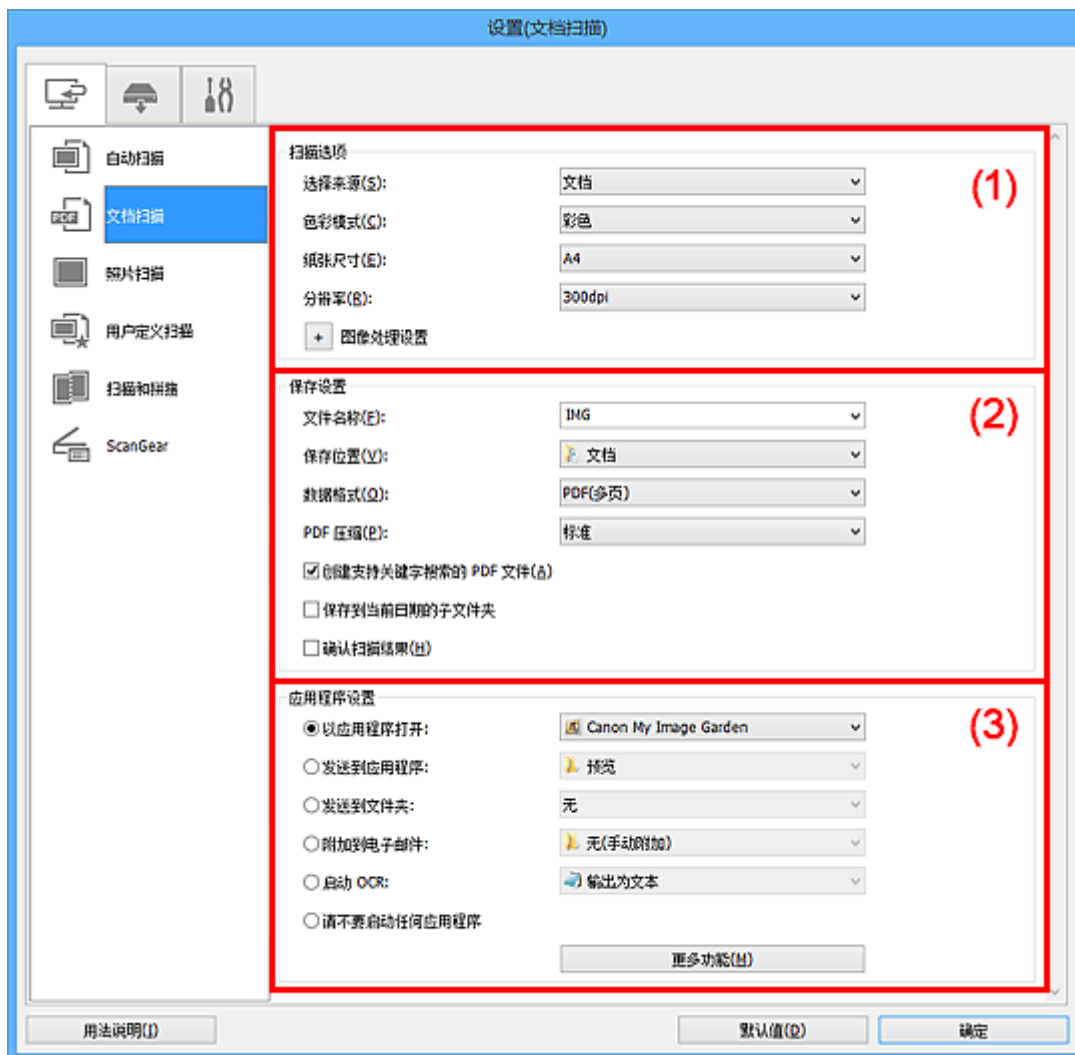 设置(文档扫描)
自动扫描
文档扫描
照片扫描
用户定义扫描
扫描和拼接
ScanGear
PDF
扫描选项
(1)
选择来源(S): 文档
色彩模式(C): 彩色
纸张尺寸(E): A4
分辨率(R): 300dpi
+ 图像处理设置
保存设置
(2)
文件名称(F): IMG
保存位置(V): 文档
数据格式(O): PDF(多页)
PDF 压缩(P): 标准
创建支持关键字搜索的 PDF 文件(A)
保存到当前日期的子文件夹
确认扫描结果(H)
应用程序设置
(3)
以应用程序打开: Canon My Image Garden
发送到应用程序: 预览
发送到文件夹: 无
附加到电子邮件: 无(手动附加)
启动 OCR: 输出为文本
请不要启动任何应用程序
更多功能(M)
用法说明(I) 默认值(D) 确定